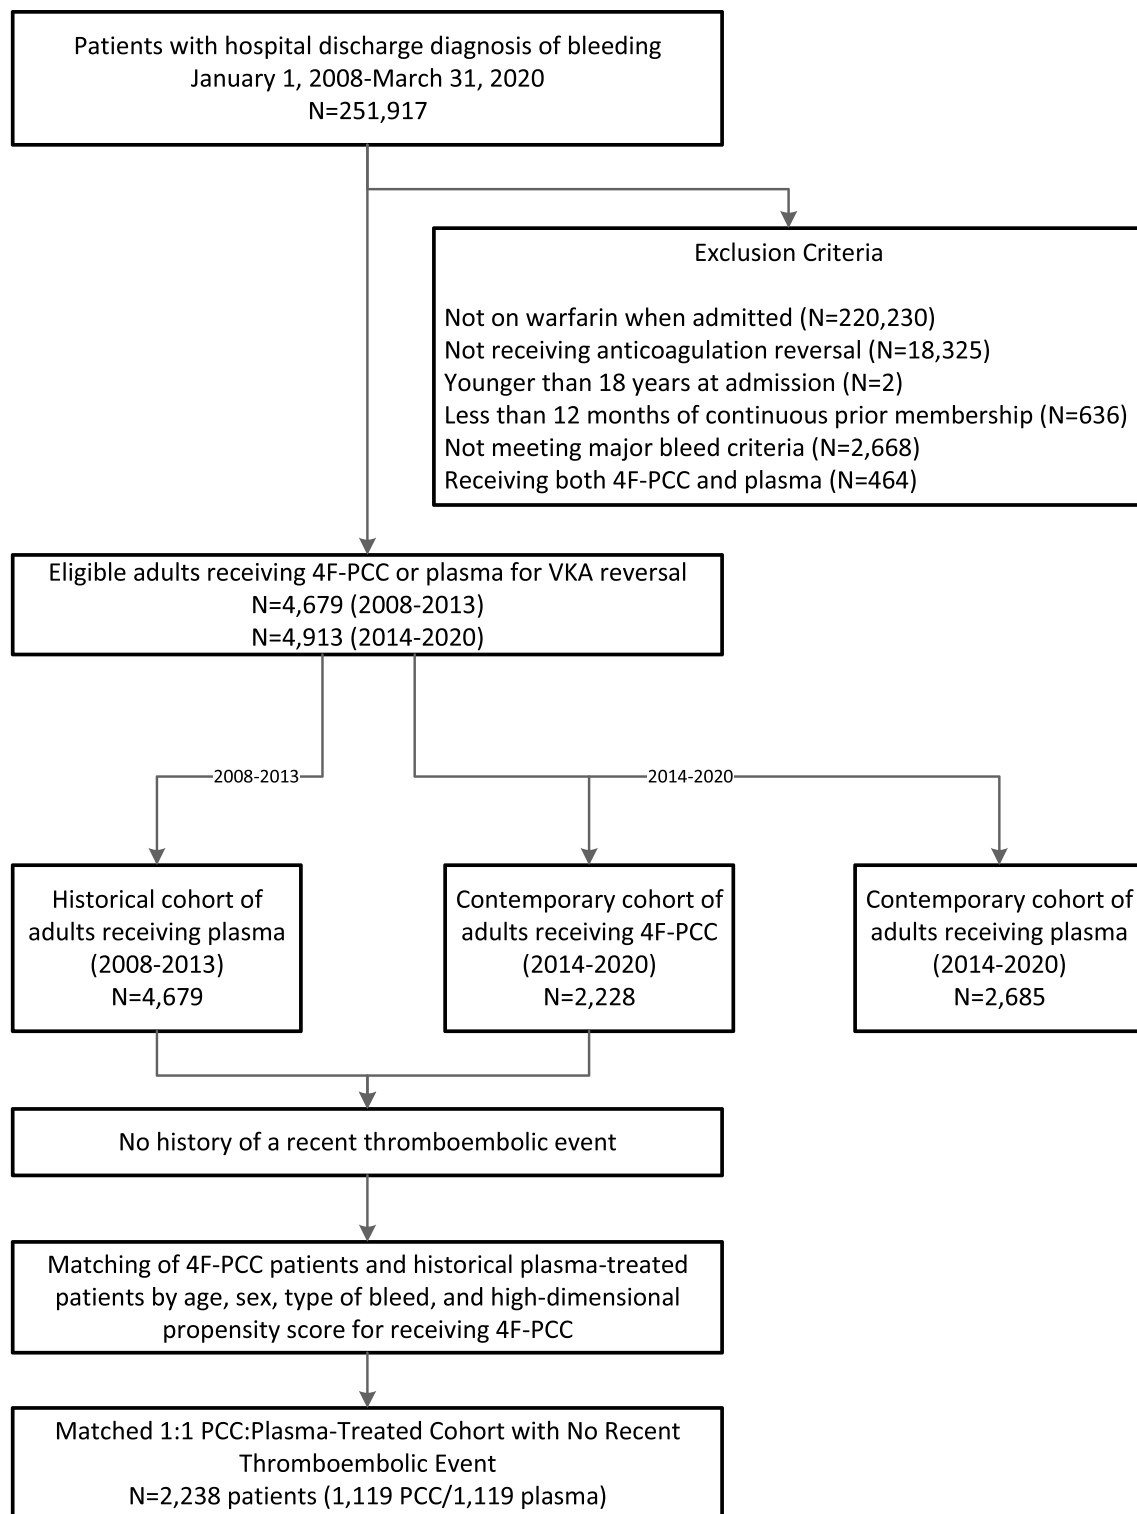 Patients with hospital discharge diagnosis of bleeding
January 1, 2008-March 31, 2020
N=251,917
Exclusion Criteria
Not on warfarin when admitted (N=220,230)
Not receiving anticoagulation reversal (N=18,325)
Younger than 18 years at admission (N=2)
Less than 12 months of continuous prior membership (N=636)
Not meeting major bleed criteria (N=2,668)
Receiving both 4F-PCC and plasma (N=464)
Eligible adults receiving 4F-PCC or plasma for VKA reversal
N=4,679 (2008-2013)
N=4,913 (2014-2020)
2008-2013
2014-2020
Historical cohort of
adults receiving plasma
(2008-2013)
N=4,679
Contemporary cohort of
adults receiving 4F-PCC
(2014-2020)
N=2,228
Contemporary cohort of
adults receiving plasma
(2014-2020)
N=2,685
No history of a recent thromboembolic event
Matching of 4F-PCC patients and historical plasma-treated
patients by age, sex, type of bleed, and high-dimensional
propensity score for receiving 4F-PCC
Matched 1:1 PCC:Plasma-Treated Cohort with No Recent
Thromboembolic Event
N=2,238 patients (1,119 PCC/1,119 plasma)